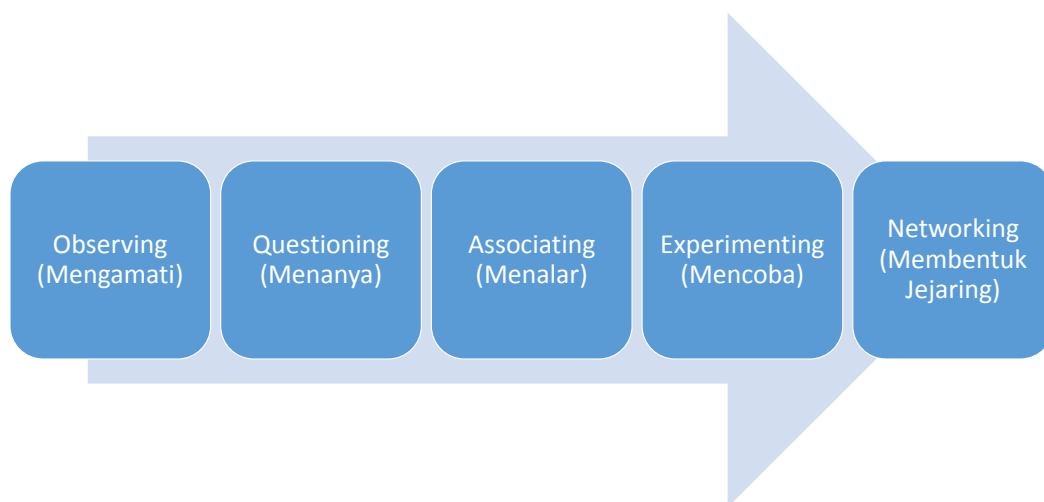 Observing
(Mengamati)
Questioning
(Menanya)
Associating
(Menalar)
Experimenting
(Mencoba)
Networking
(Membentuk
Jejaring)